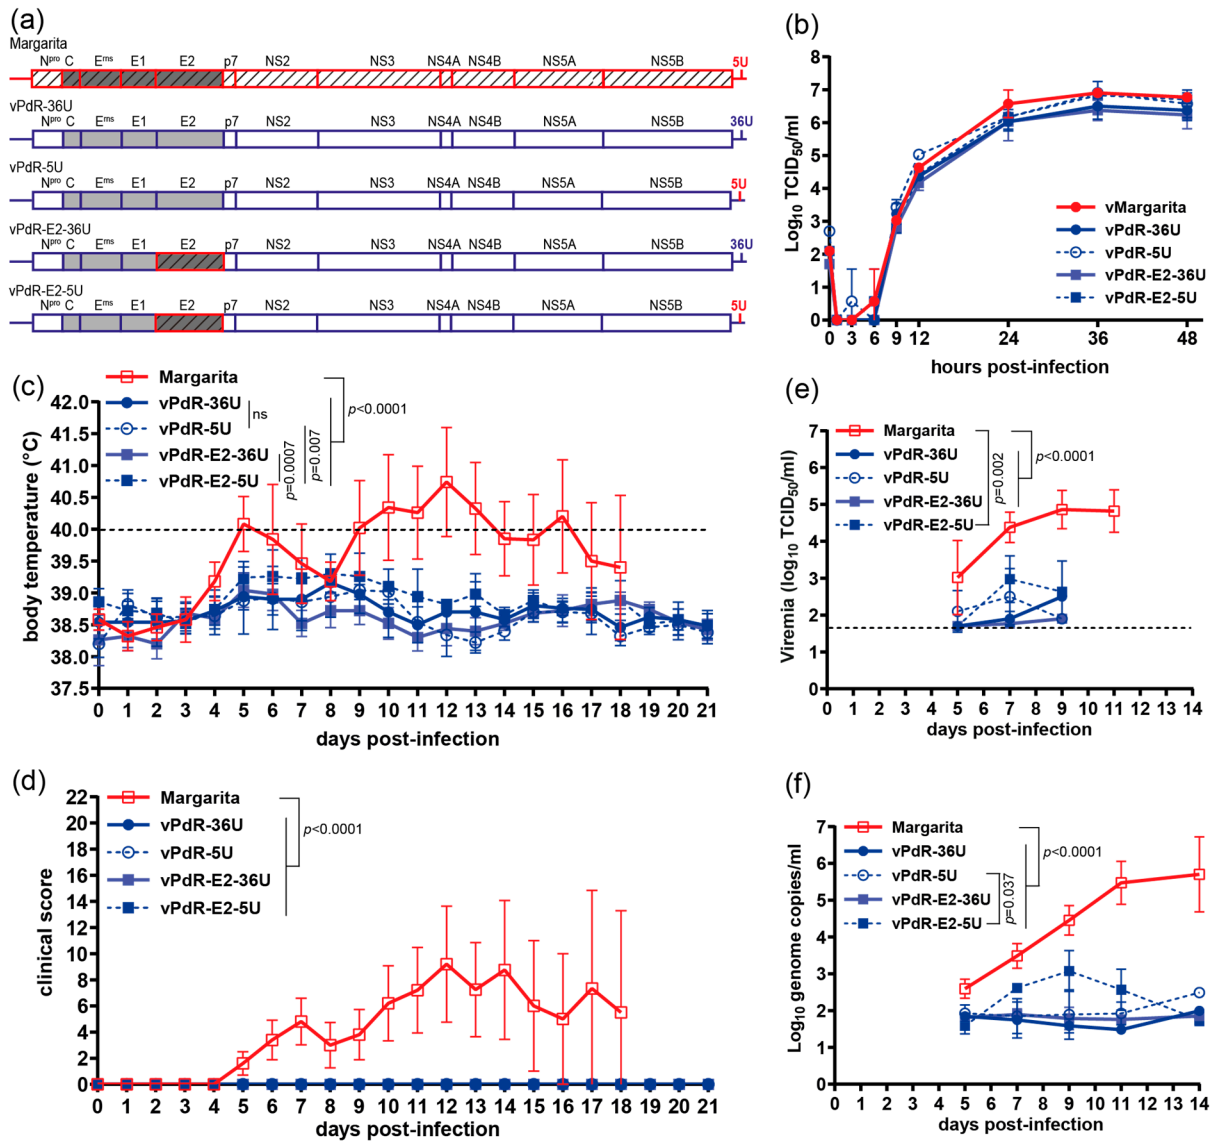 (a)
Margarita
Nᵖʳᵒ C Eʳⁿˢ E1 E2 p7 NS2 NS3 NS4A NS4B NS5A NS5B 5U
vPdR-36U
Nᵖʳᵒ C Eʳⁿˢ E1 E2 p7 NS2 NS3 NS4A NS4B NS5A NS5B 36U
vPdR-5U
Nᵖʳᵒ C Eʳⁿˢ E1 E2 p7 NS2 NS3 NS4A NS4B NS5A NS5B 5U
vPdR-E2-36U
Nᵖʳᵒ C Eʳⁿˢ E1 E2 p7 NS2 NS3 NS4A NS4B NS5A NS5B 36U
vPdR-E2-5U
Nᵖʳᵒ C Eʳⁿˢ E1 E2 p7 NS2 NS3 NS4A NS4B NS5A NS5B 5U
(b)
Log₁₀ TCID₅₀/ml
8
7
6
5
4
3
2
1
0
vMargarita
vPdR-36U
vPdR-5U
vPdR-E2-36U
vPdR-E2-5U
0 3 6 9 12 24 36 48
hours post-infection
(c)
Margarita
vPdR-36U
vPdR-5U
vPdR-E2-36U
vPdR-E2-5U
ns
p=0.0007
p=0.007
p<0.0001
body temperature (°C)
42.0
41.5
41.0
40.5
40.0
39.5
39.0
38.5
38.0
37.5
0 1 2 3 4 5 6 7 8 9 10 11 12 13 14 15 16 17 18 19 20 21
days post-infection
(e)
Margarita
vPdR-36U
vPdR-5U
vPdR-E2-36U
vPdR-E2-5U
p=0.002
p<0.0001
Viremia (log₁₀ TCID₅₀/ml)
7
6
5
4
3
2
1
0
0 1 2 3 4 5 6 7 8 9 10 11 12 13 14
days post-infection
(d)
Margarita
vPdR-36U
vPdR-5U
vPdR-E2-36U
vPdR-E2-5U
p<0.0001
clinical score
22
20
18
16
14
12
10
8
6
4
2
0
0 1 2 3 4 5 6 7 8 9 10 11 12 13 14 15 16 17 18 19 20 21
days post-infection
(f)
Margarita
vPdR-36U
vPdR-5U
vPdR-E2-36U
vPdR-E2-5U
p=0.037
p<0.0001
Log₁₀ genome copies/ml
7
6
5
4
3
2
1
0
0 1 2 3 4 5 6 7 8 9 10 11 12 13 14
days post-infection